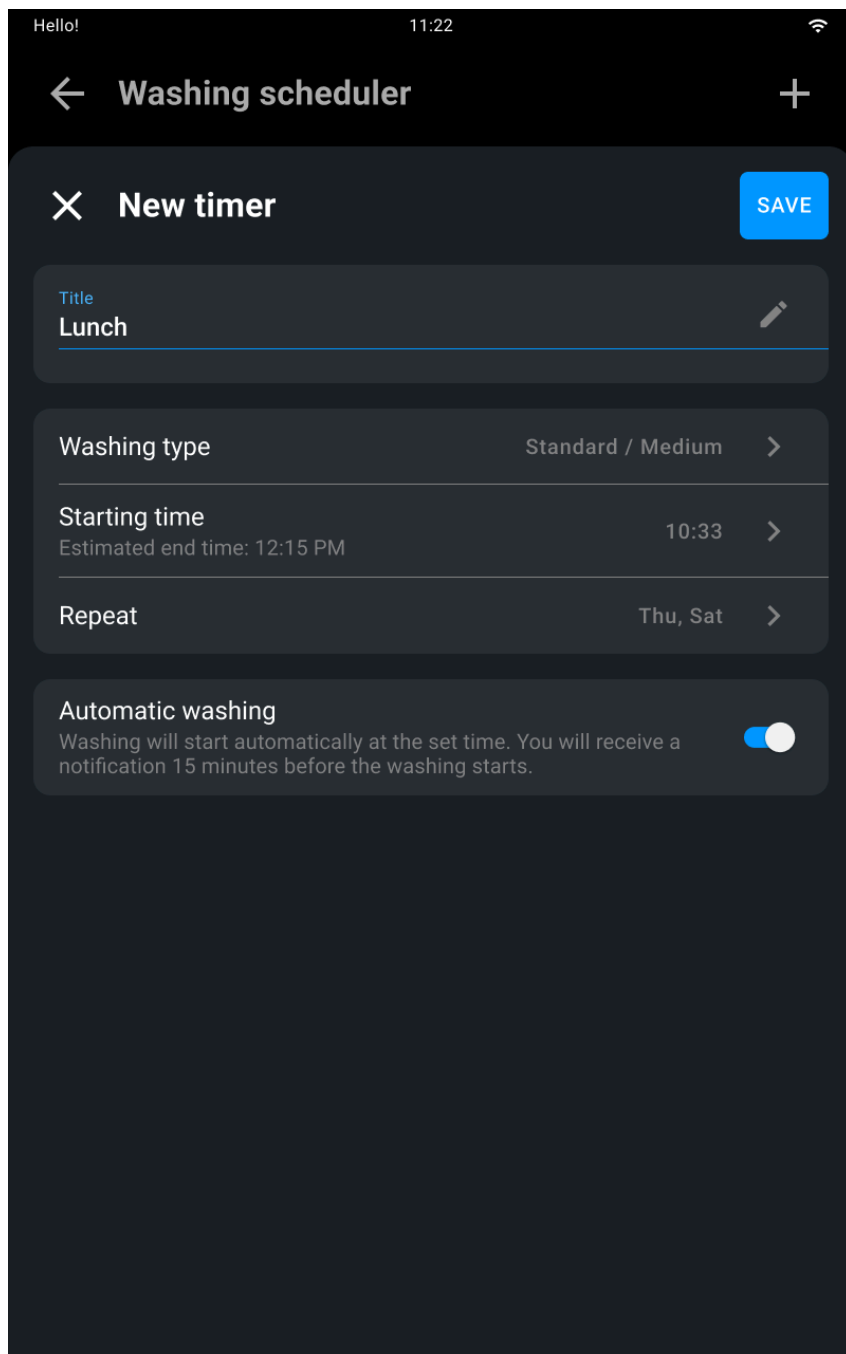 Hello! 11:22
Washing scheduler
New timer SAVE
Title
Lunch
Washing type Standard / Medium
Starting time 10:33
Estimated end time: 12:15 PM
Repeat Thu, Sat
Automatic washing
Washing will start automatically at the set time. You will receive a
notification 15 minutes before the washing starts.